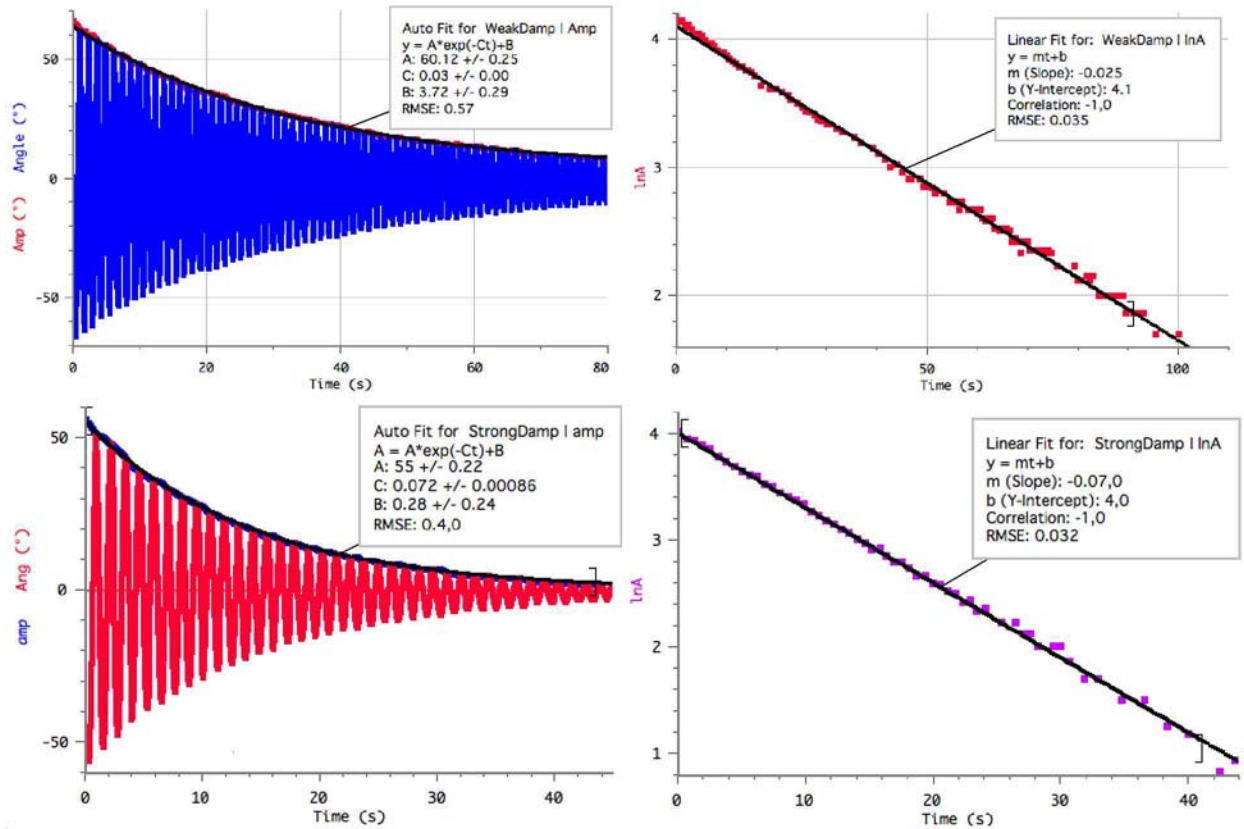 Auto Fit for WeakDamp | Amp
y = A*exp(-Ct)+B
A: 60.12 +/- 0.25
C: 0.03 +/- 0.00
B: 3.72 +/- 0.29
RMSE: 0.57
Amp (°) Angle (°)
50
0
-50
0 20 40 60 80
Time (s)
Linear Fit for: WeakDamp | lnA
y = mt+b
m (Slope): -0.025
b (Y-Intercept): 4.1
Correlation: -1,0
RMSE: 0.035
lnA
4
3
2
0 50 100
Time (s)
Auto Fit for StrongDamp | amp
A = A*exp(-Ct)+B
A: 55 +/- 0.22
C: 0.072 +/- 0.00086
B: 0.28 +/- 0.24
RMSE: 0.4,0
amp Ang (°)
50
0
-50
0 10 20 30 40
Time (s)
Linear Fit for: StrongDamp | lnA
y = mt+b
m (Slope): -0.07,0
b (Y-Intercept): 4,0
Correlation: -1,0
RMSE: 0.032
lnA
4
3
2
1
0 10 20 30 40
Time (s)